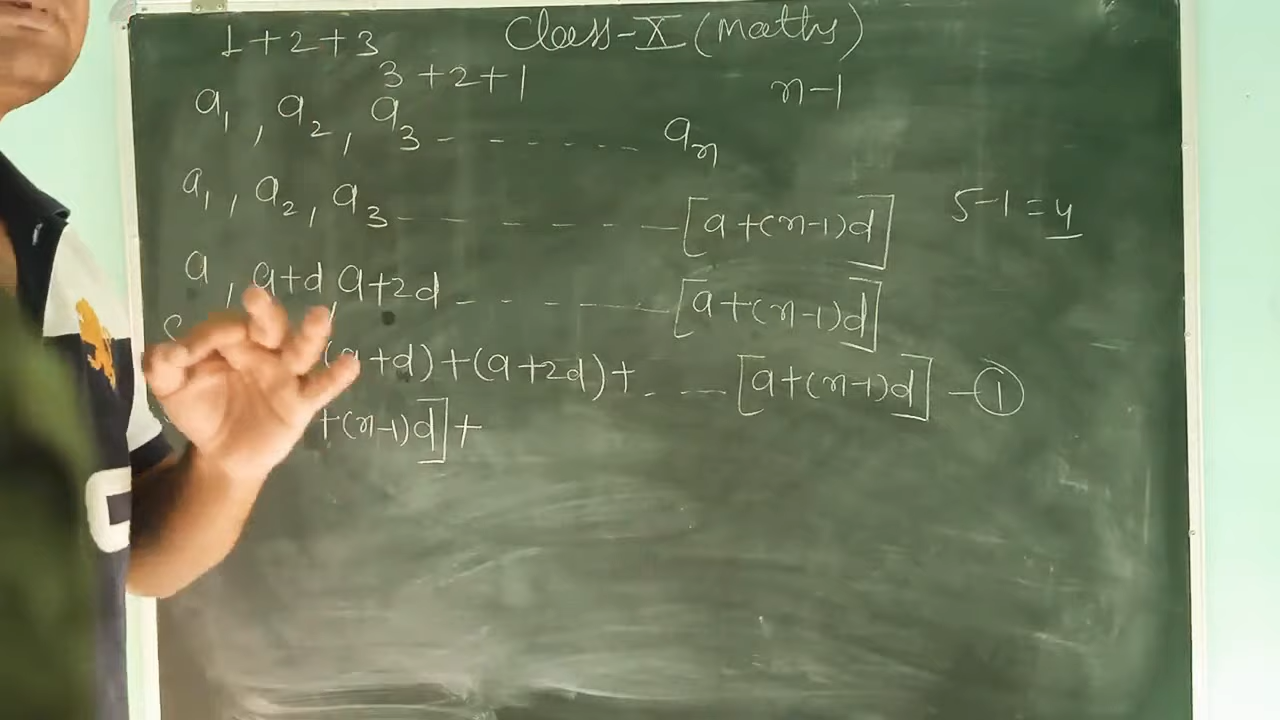 1+2+3
Class-X (Maths)
3+2+1
n-1
a₁, a₂, a₃ - - - - - - - aₙ
a₁, a₂, a₃ - - - - - - - [a+(n-1)d]
5-1=4
a, a+d, a+2d - - - - - [a+(n-1)d]
(a+d)+(a+2d)+ - - - [a+(n-1)d] - ①
+(n-1)d]+